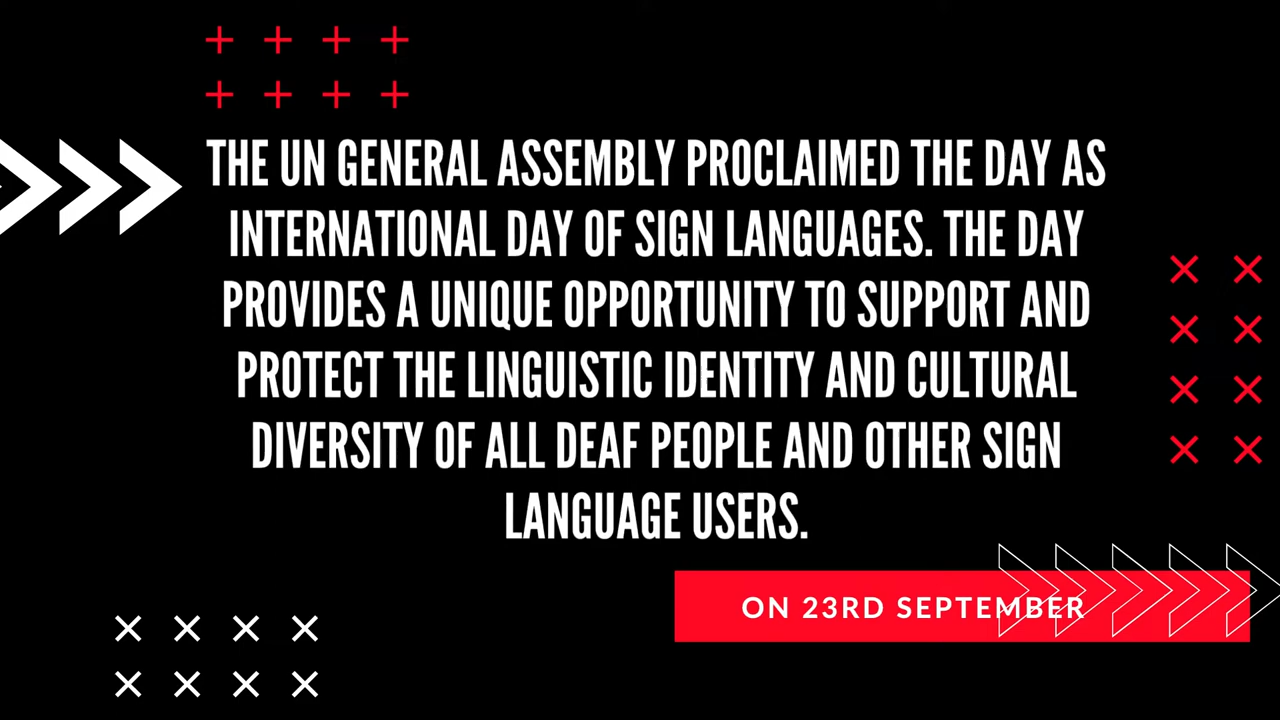 THE UN GENERAL ASSEMBLY PROCLAIMED THE DAY AS
INTERNATIONAL DAY OF SIGN LANGUAGES. THE DAY
PROVIDES A UNIQUE OPPORTUNITY TO SUPPORT AND
PROTECT THE LINGUISTIC IDENTITY AND CULTURAL
DIVERSITY OF ALL DEAF PEOPLE AND OTHER SIGN
LANGUAGE USERS.
ON 23RD SEPTEMBER